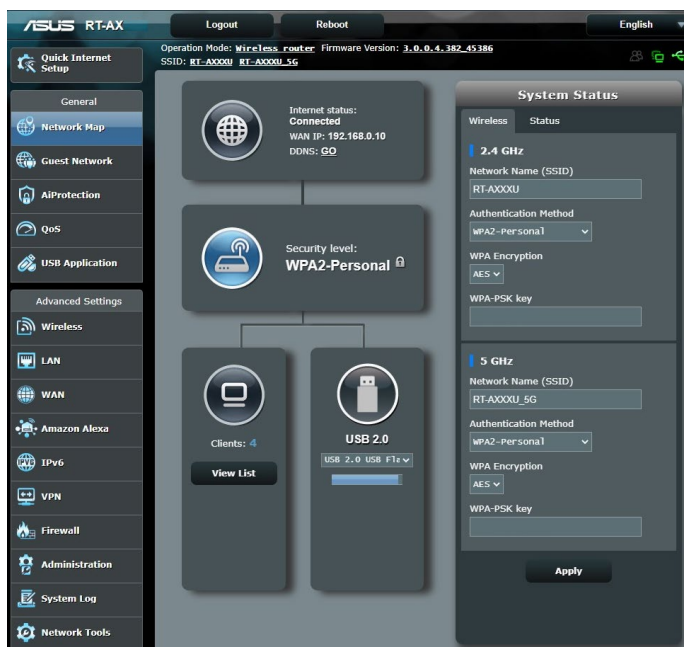 ASUS RT-AX
Logout
Reboot
English
Quick Internet
Setup
Operation Mode: Wireless router Firmware Version: 3.0.0.4.382_45386
SSID: RT-AXXXU RT-AXXXU_5G
General
Network Map
Guest Network
AiProtection
QoS
USB Application
Advanced Settings
Wireless
LAN
WAN
Amazon Alexa
IPv6
VPN
Firewall
Administration
System Log
Network Tools
Internet status:
Connected
WAN IP: 192.168.0.10
DDNS: GO
Security level:
WPA2-Personal
Clients: 4
View List
USB 2.0
USB 2.0 USB Fla
System Status
Wireless
Status
2.4 GHz
Network Name (SSID)
RT-AXXXU
Authentication Method
WPA2-Personal
WPA Encryption
AES
WPA-PSK key
5 GHz
Network Name (SSID)
RT-AXXXU_5G
Authentication Method
WPA2-Personal
WPA Encryption
AES
WPA-PSK key
Apply